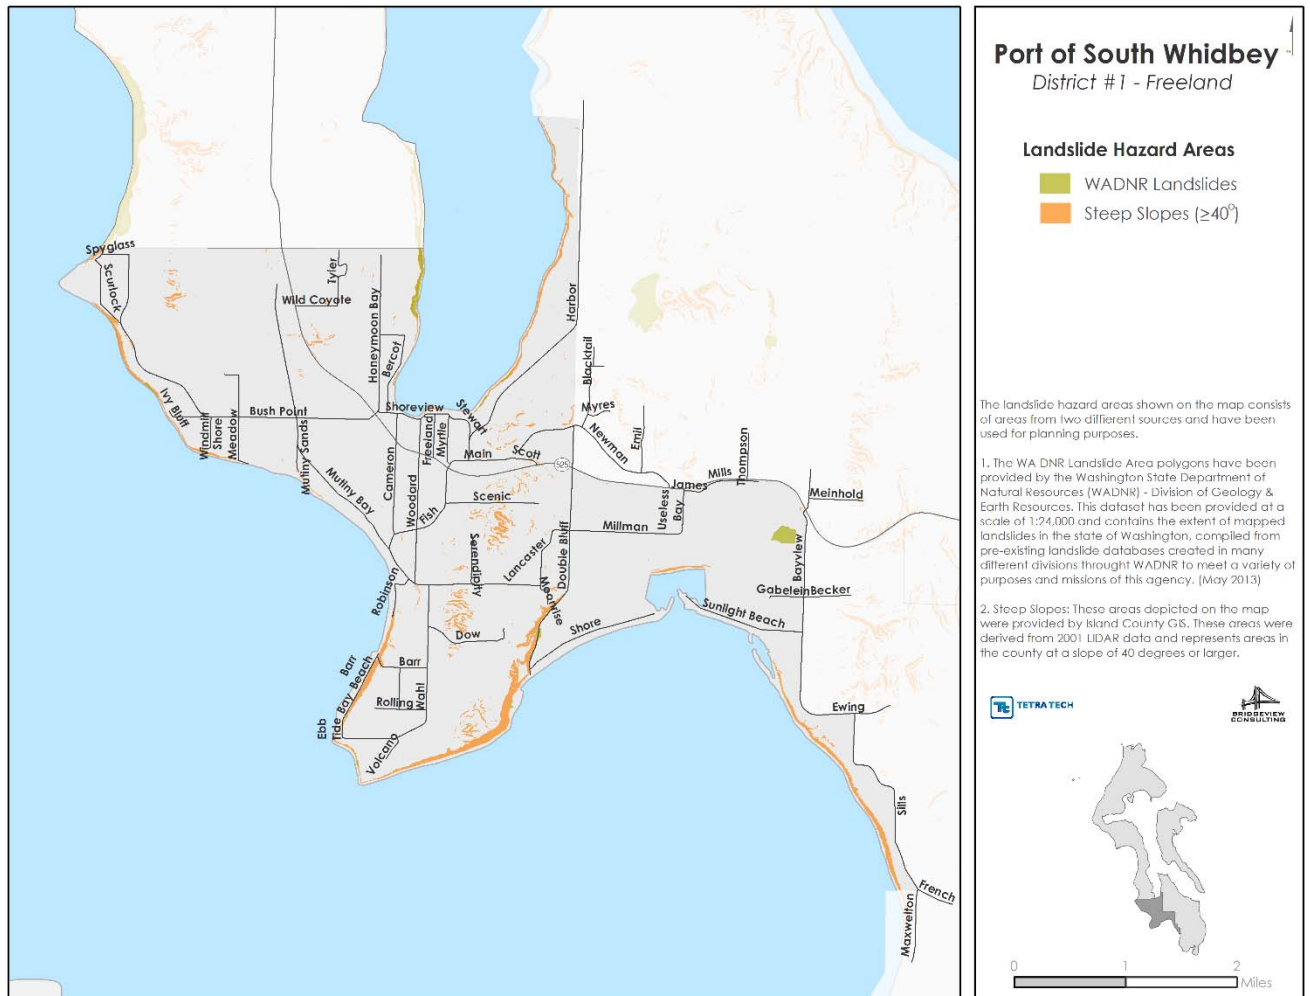 Port of South Whidbey
District #1 - Freeland
Landslide Hazard Areas
WADNR Landslides
Steep Slopes (≥40⁰)
The landslide hazard areas shown on the map consists
of areas from two different sources and have been
used for planning purposes.
1. The WA DNR Landslide Area polygons have been
provided by the Washington State Department of
Natural Resources (WADNR) - Division of Geology &
Earth Resources. This dataset has been provided at a
scale of 1:24,000 and contains the extent of mapped
landslides in the state of Washington, compiled from
pre-existing landslide databases created in many
different divisions throught WADNR to meet a variety of
purposes and missions of this agency. (May 2013)
2. Steep Slopes: These areas depicted on the map
were provided by Island County GIS. These areas were
derived from 2001 LIDAR data and represents areas in
the county at a slope of 40 degrees or larger.
TETRA TECH
BRIDGEVIEW
CONSULTING
0 1 2
Miles
Spyglass
Scurlock
Tyler
Wild Coyote
Honeymoon Bay
Bercot
Harbor
Blacktail
Ivy Bluff
Windmill
Shore
Meadow
Bush Point
Mutiny Sands
Shoreview
Stewart
Freeland
Myrtle
Myres
Newman
Emil
Main
Scott
525
Cameron
Woodard
Mutiny Bay
Fish
Scenic
James
Mills
Thompson
Useless
Bay
Meinhold
Millman
Double Bluff
Lancaster
Serendipity
Moonrise
Bayview
Gabelein
Becker
Robinson
Sunlight Beach
Shore
Dow
Barr
Barr
Rolling
Wahl
Ebb
Tide
Bay Beach
Volcano
Ewing
Sills
French
Maxwelton